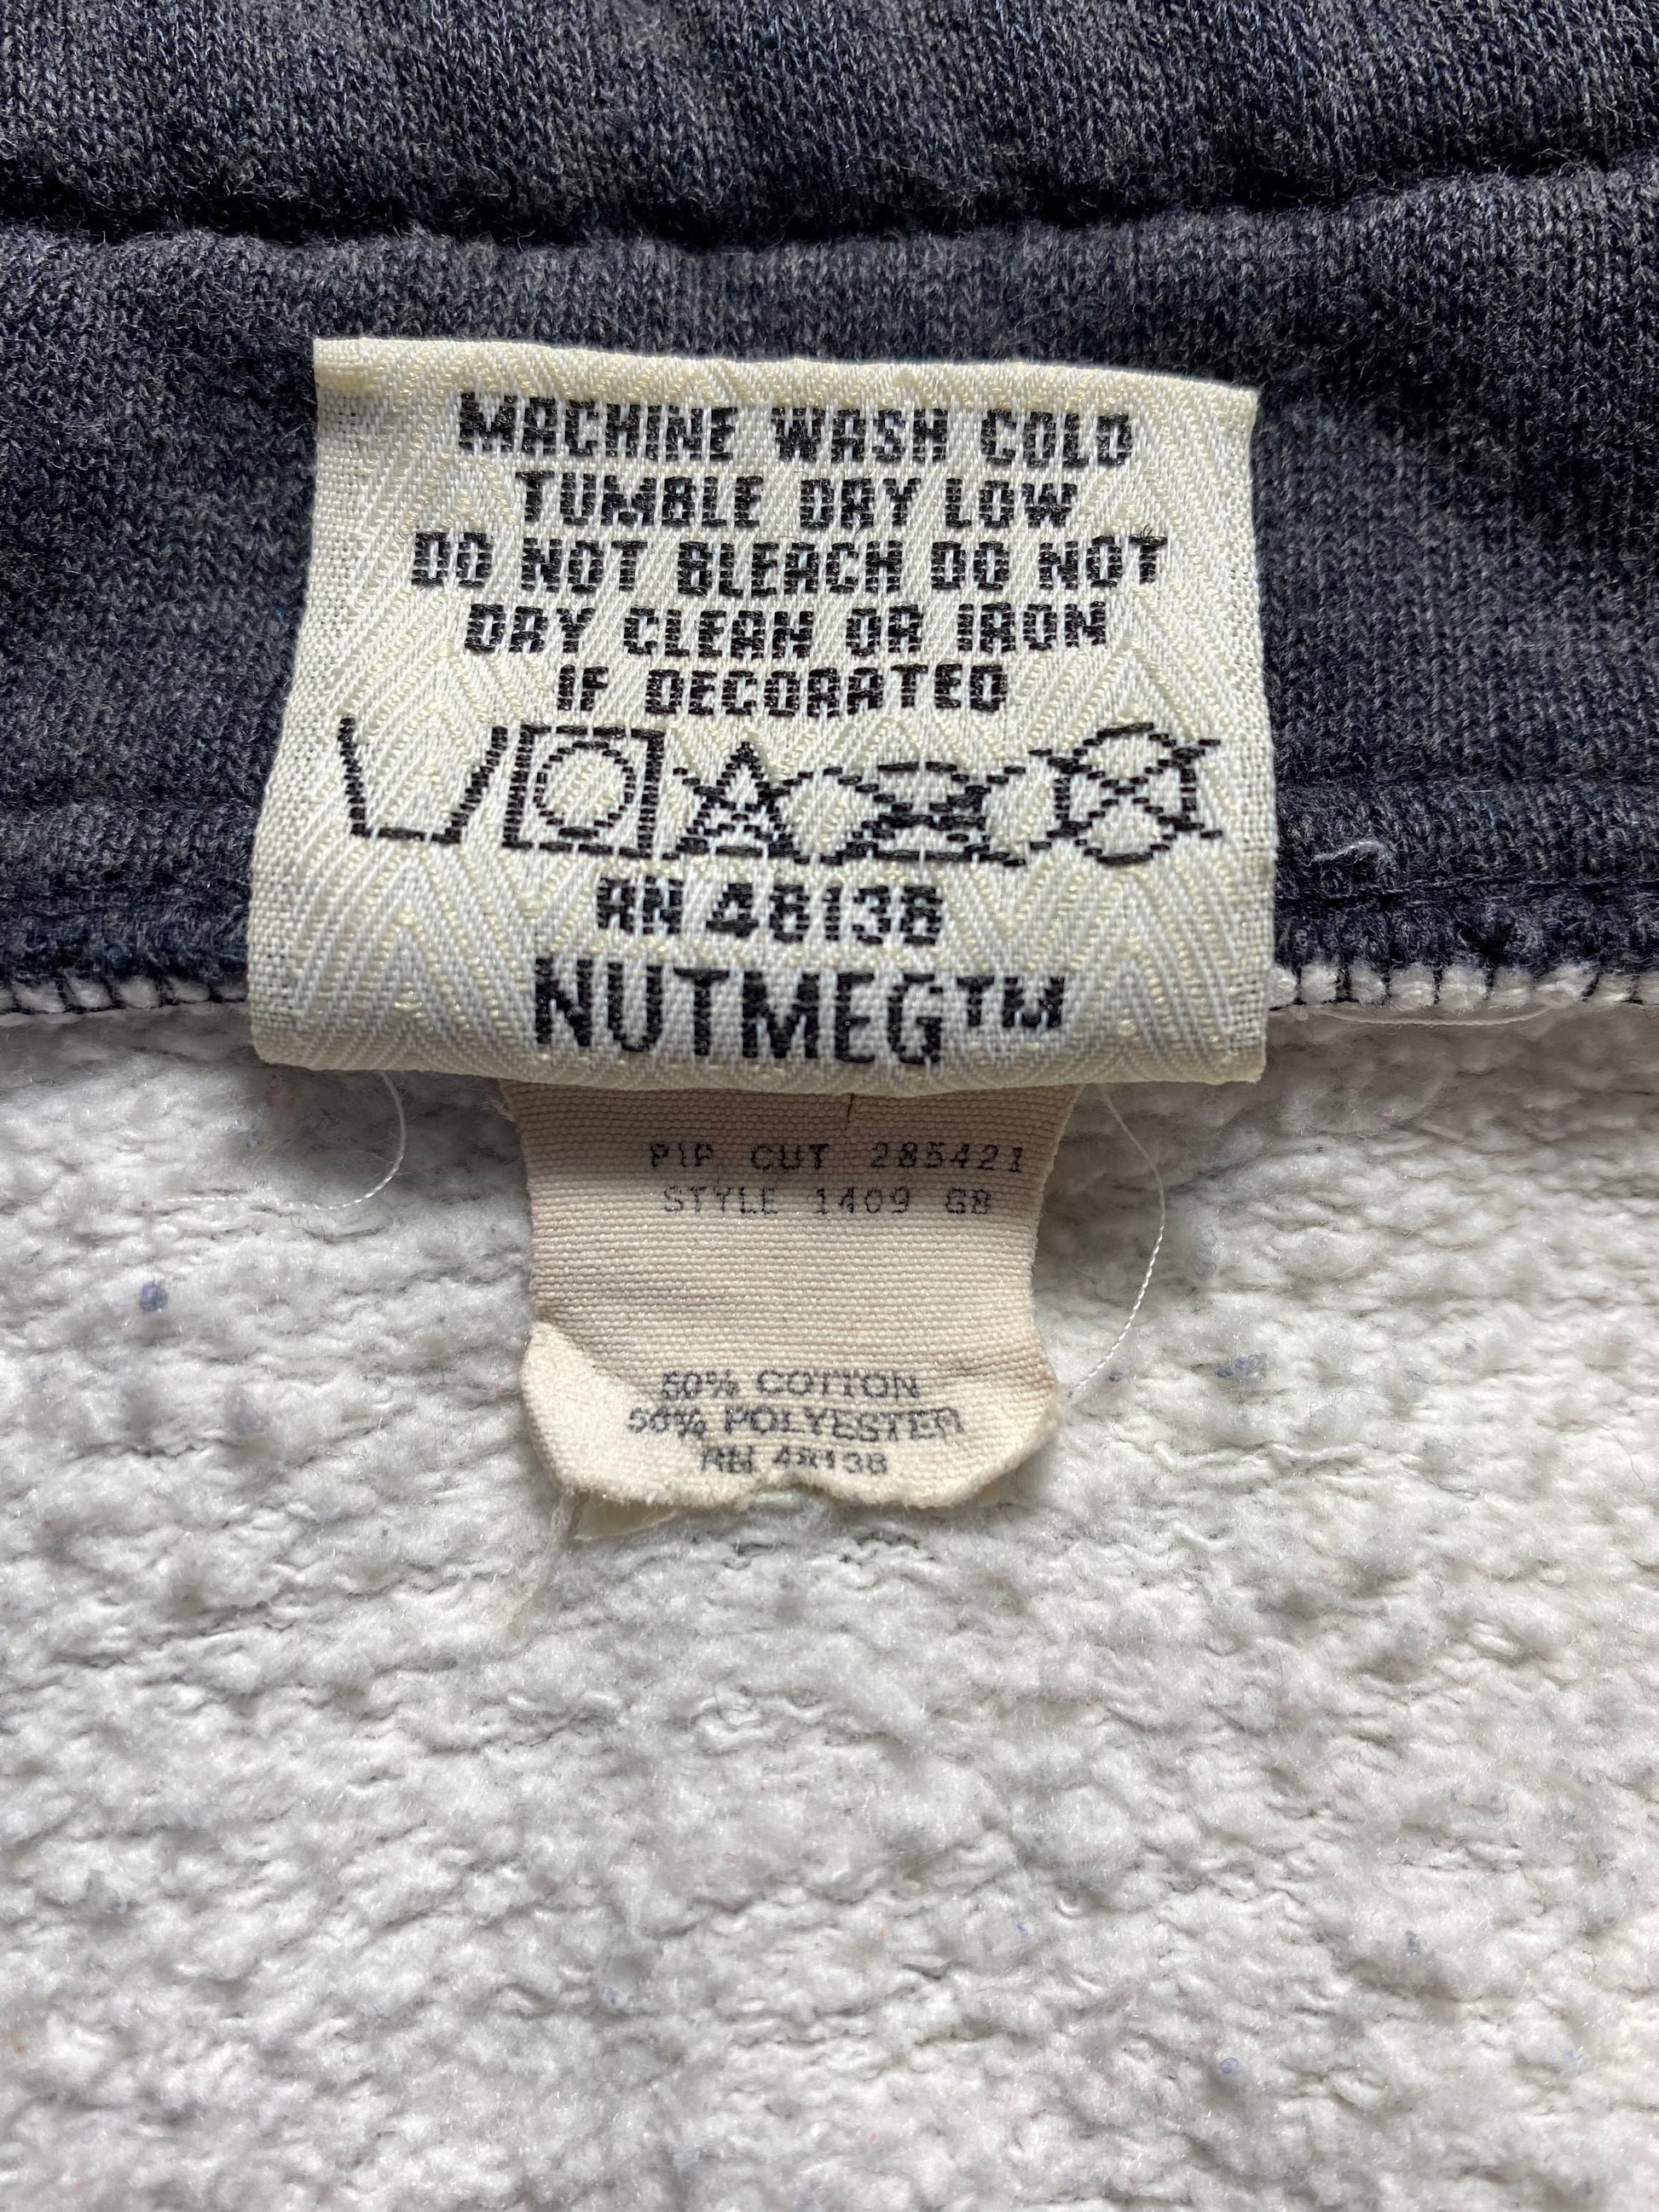 MACHINE WASH COLD
TUMBLE DRY LOW
DO NOT BLEACH DO NOT
DRY CLEAN OR IRON
IF DECORATED
RN 48138
NUTMEG™
PIP CUT 285421
STYLE 1409 GB
50% COTTON
50% POLYESTER
RN 48138